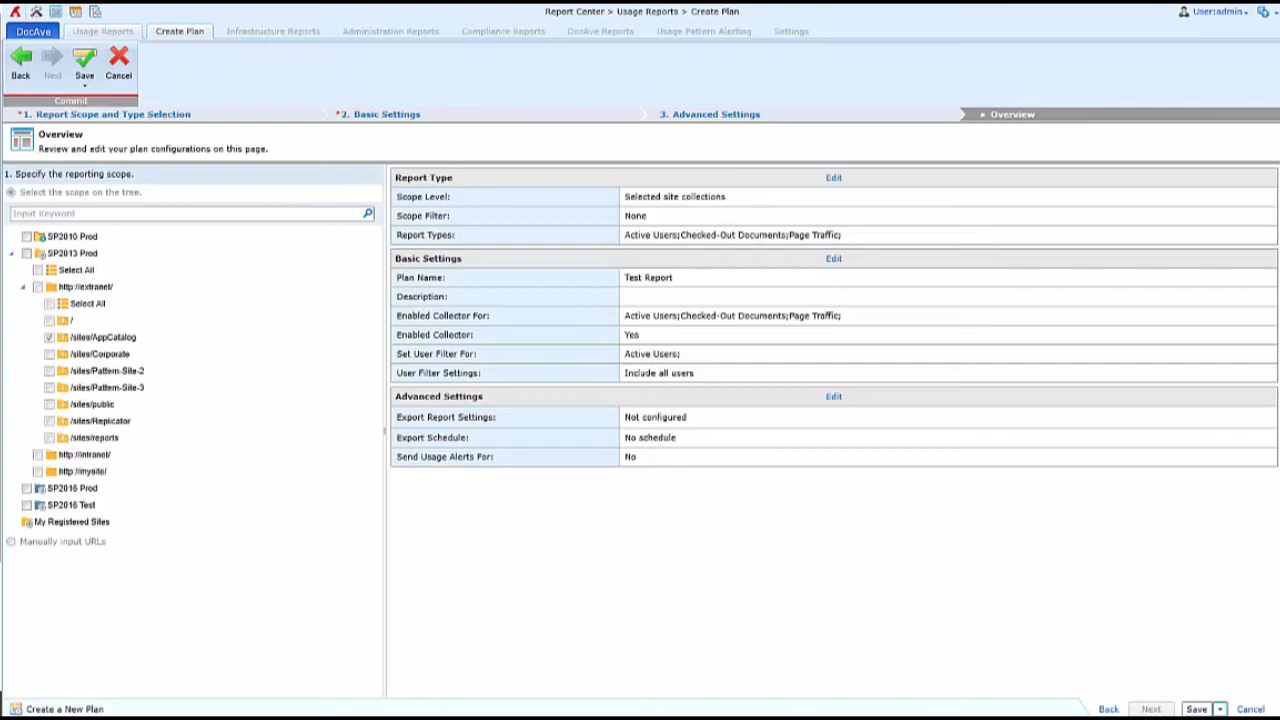 Report Center > Usage Reports > Create Plan
User:admin
DocAve Usage Reports Create Plan Infrastructure Reports Administration Reports Compliance Reports DocAve Reports Usage Pattern Alerting Settings
Back Next Save Cancel
Commit
*1. Report Scope and Type Selection *2. Basic Settings 3. Advanced Settings Overview
Overview
Review and edit your plan configurations on this page.
1. Specify the reporting scope.
Select the scope on the tree.
Input Keyword
SP2010 Prod
SP2013 Prod
Select All
http://extranet/
Select All
/
/sites/AppCatalog
/sites/Corporate
/sites/Pattern-Site-2
/sites/Pattern-Site-3
/sites/public
/sites/Replicator
/sites/reports
http://intranet/
http://mysite/
SP2016 Prod
SP2016 Test
My Registered Sites
Manually input URLs
Report Type Edit
Scope Level: Selected site collections
Scope Filter: None
Report Types: Active Users;Checked-Out Documents;Page Traffic;
Basic Settings Edit
Plan Name: Test Report
Description:
Enabled Collector For: Active Users;Checked-Out Documents;Page Traffic;
Enabled Collector: Yes
Set User Filter For: Active Users;
User Filter Settings: Include all users
Advanced Settings Edit
Export Report Settings: Not configured
Export Schedule: No schedule
Send Usage Alerts For: No
Create a New Plan
Back Next Save Cancel